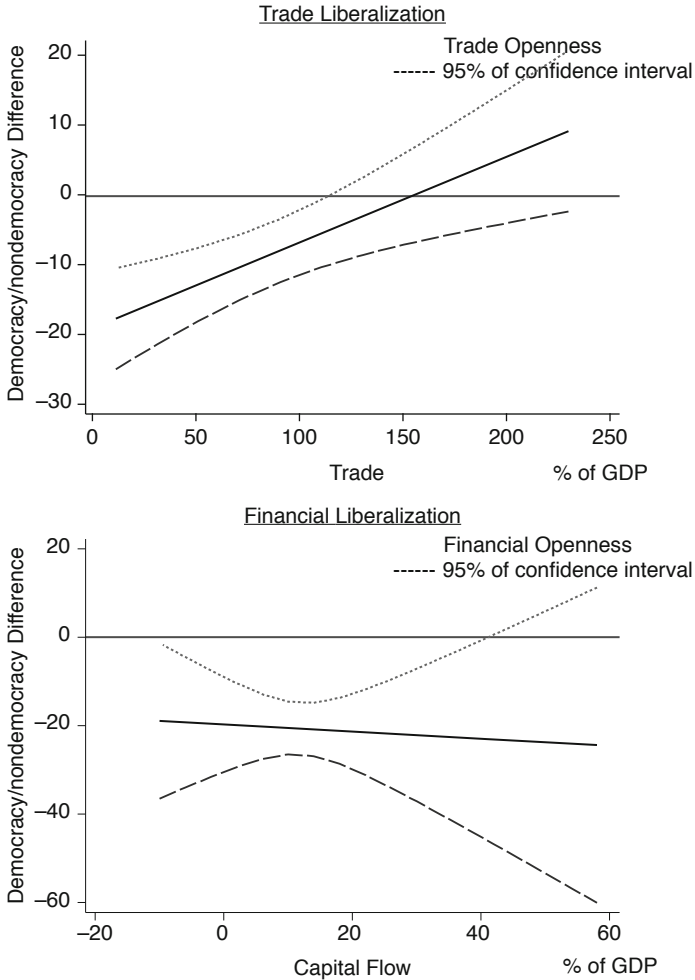 Trade Liberalization
Democracy/nondemocracy Difference
20
10
0
–10
–20
–30
Trade Openness
95% of confidence interval
0 50 100 150 200 250
Trade % of GDP
Financial Liberalization
Democracy/nondemocracy Difference
20
0
–20
–40
–60
Financial Openness
95% of confidence interval
–20 0 20 40 60
Capital Flow % of GDP